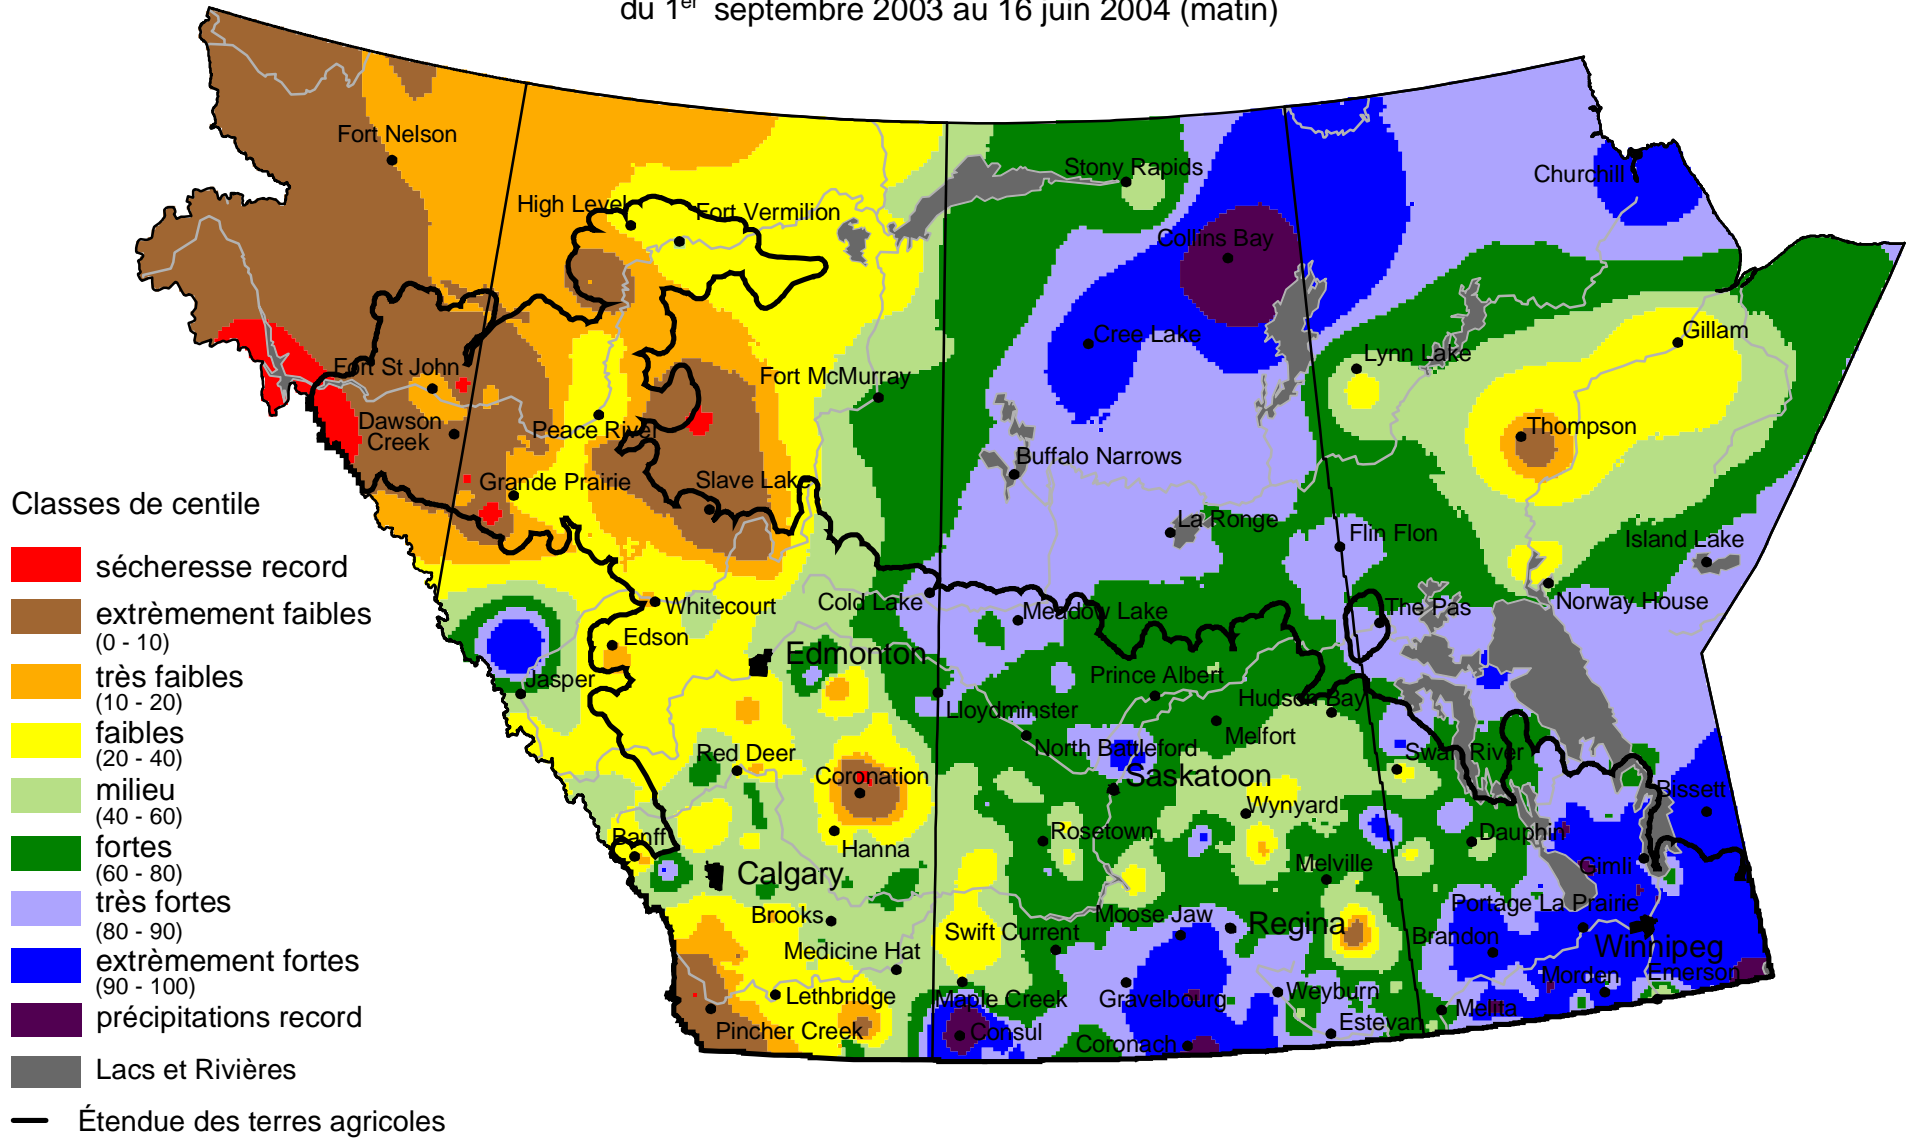 du 1er septembre 2003 au 16 juin 2004 (matin)
Fort Nelson
Stony Rapids
Churchill
High Level
Fort Vermilion
Collins Bay
Cree Lake
Gillam
Lynn Lake
Fort St John
Fort McMurray
Dawson
Creek
Peace River
Thompson
Buffalo Narrows
Grande Prairie
Slave Lake
La Ronge
Flin Flon
Island Lake
Cold Lake
Whitecourt
Meadow Lake
The Pas
Norway House
Edson
Edmonton
Jasper
Prince Albert
Hudson Bay
Lloydminster
Melfort
North Battleford
Swan River
Red Deer
Coronation
Saskatoon
Bissett
Wynyard
Banff
Hanna
Rosetown
Dauphin
Calgary
Melville
Gimli
Brooks
Moose Jaw
Regina
Portage La Prairie
Swift Current
Brandon
Winnipeg
Medicine Hat
Morden
Emerson
Lethbridge
Maple Creek
Gravelbourg
Weyburn
Melita
Pincher Creek
Consul
Coronach
Estevan
Classes de centile
sécheresse record
extrèmement faibles
(0 - 10)
très faibles
(10 - 20)
faibles
(20 - 40)
milieu
(40 - 60)
fortes
(60 - 80)
très fortes
(80 - 90)
extrèmement fortes
(90 - 100)
précipitations record
Lacs et Rivières
Étendue des terres agricoles